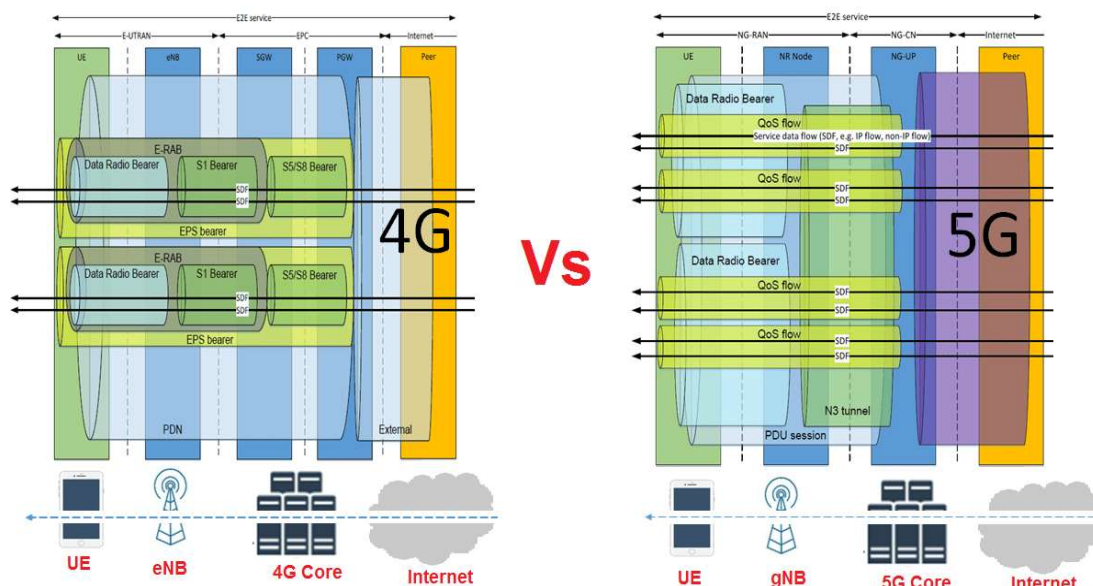 E2E service
E-UTRAN
EPC
Internet
UE
eNB
SGW
PGW
Peer
E-RAB
Data Radio Bearer
S1 Bearer
S5/S8 Bearer
SDF
SDF
EPS bearer
E-RAB
Data Radio Bearer
S1 Bearer
S5/S8 Bearer
SDF
SDF
EPS bearer
4G
PDN
External
UE
eNB
4G Core
Internet
Vs
E2E service
NG-RAN
NG-CN
Internet
UE
NR Node
NG-UP
Peer
Data Radio Bearer
QoS flow
Service data flow (SDF, e.g. IP flow, non-IP flow)
SDF
QoS flow
SDF
SDF
5G
Data Radio Bearer
QoS flow
SDF
SDF
QoS flow
SDF
SDF
N3 tunnel
PDU session
UE
gNB
5G Core
Internet